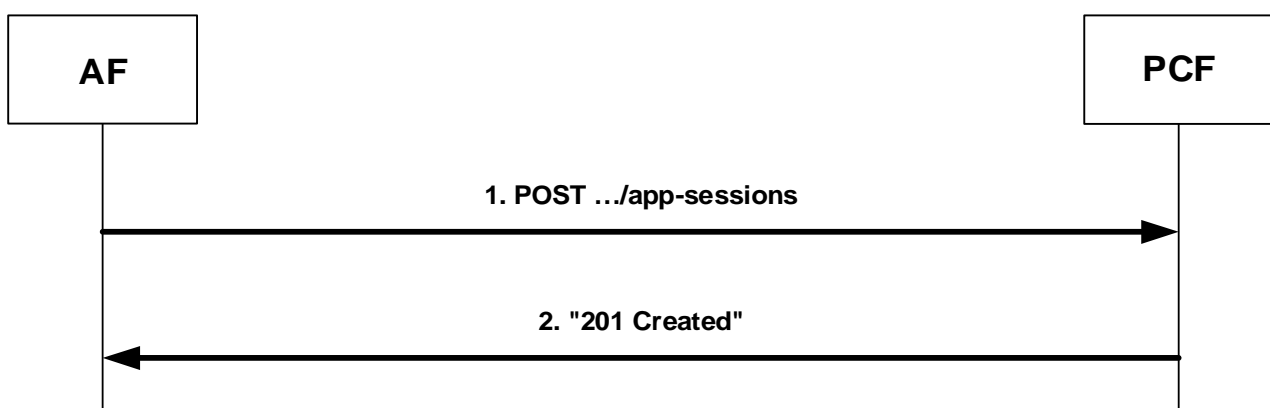 AF
PCF
1. POST …/app-sessions
2. "201 Created"